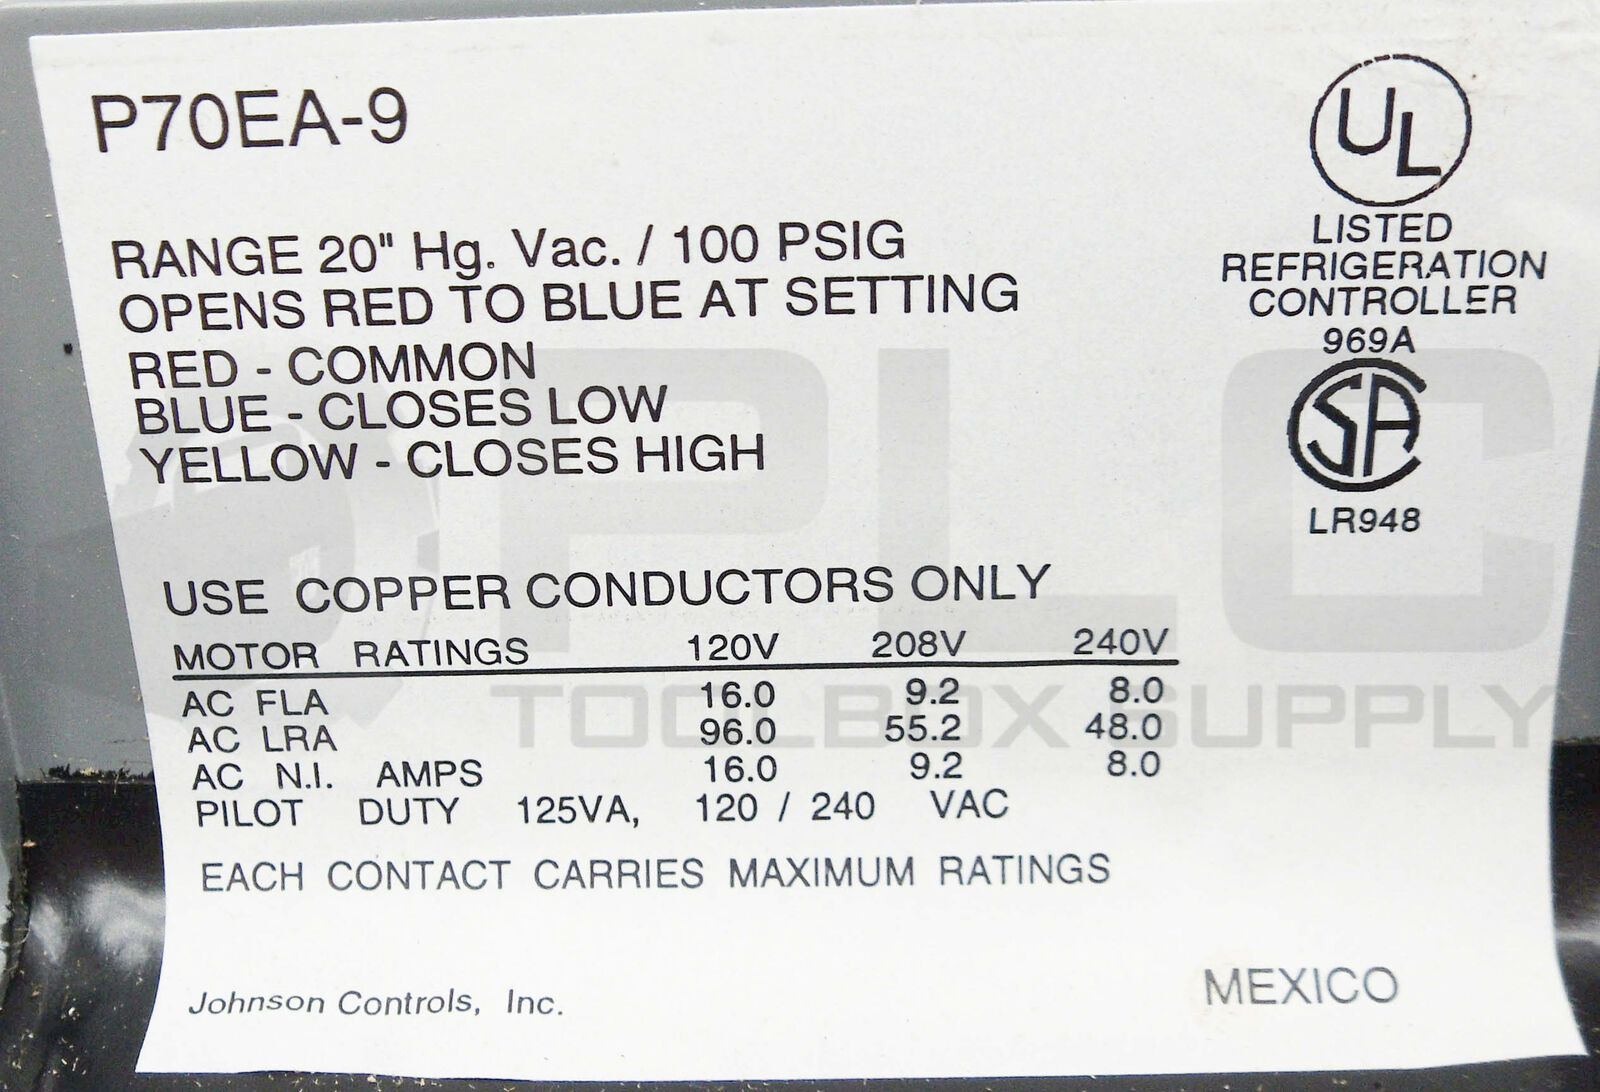 P70EA-9
RANGE 20" Hg. Vac. / 100 PSIG
OPENS RED TO BLUE AT SETTING
RED - COMMON
BLUE - CLOSES LOW
YELLOW - CLOSES HIGH
UL
LISTED
REFRIGERATION
CONTROLLER
969A
SA
LR948
USE COPPER CONDUCTORS ONLY
MOTOR RATINGS 120V 208V 240V
AC FLA 16.0 9.2 8.0
AC LRA 96.0 55.2 48.0
AC N.I. AMPS 16.0 9.2 8.0
PILOT DUTY 125VA, 120 / 240 VAC
EACH CONTACT CARRIES MAXIMUM RATINGS
Johnson Controls, Inc.
MEXICO
PLC
TOOLBOX SUPPLY